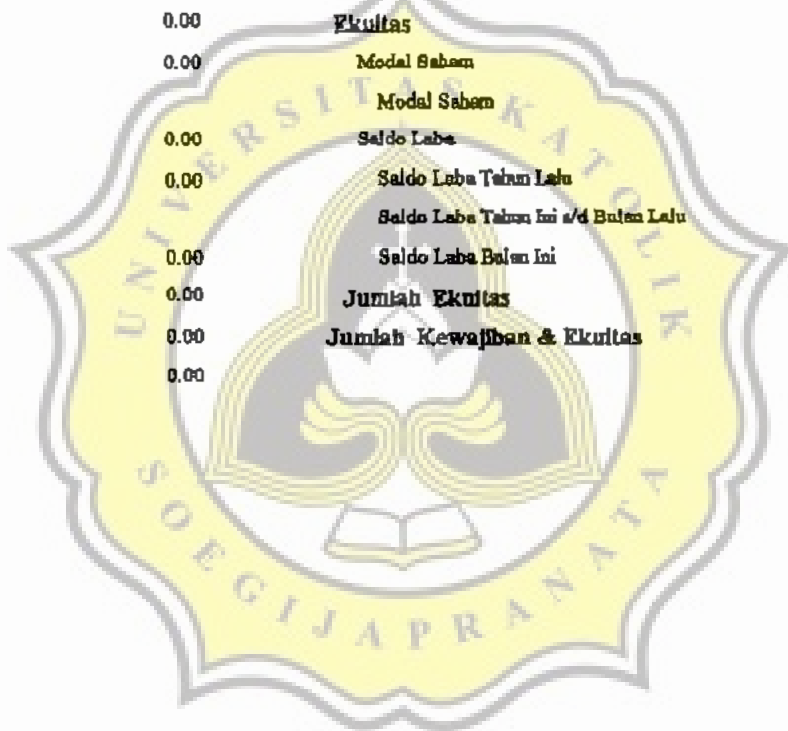 0.00 Ekuitas
0.00 Modal Saham
Modal Saham
0.00 Saldo Laba
0.00 Saldo Laba Tahun Lalu
Saldo Laba Tahun Ini s/d Bulan Lalu
0.00 Saldo Laba Bulan Ini
0.00 Jumlah Ekuitas
0.00 Jumlah Kewajiban & Ekuitas
0.00
UNIVERSITAS KATOLIK
SOEGIJAPRANATA